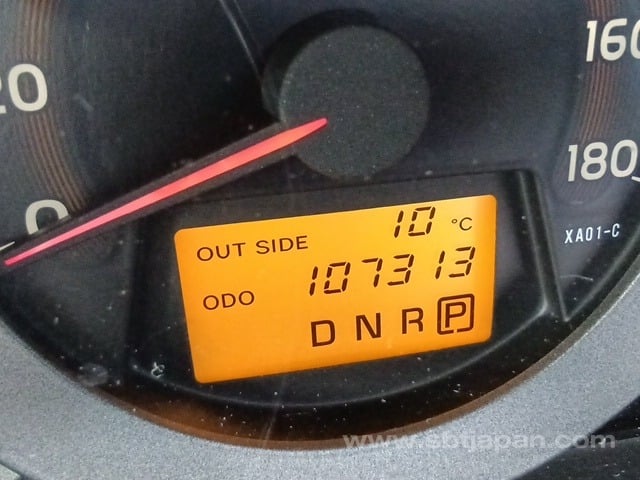 20
0
160
180
XA01-C
OUT SIDE 10 °C
ODO 107313
D N R P
www.sbtjapan.com